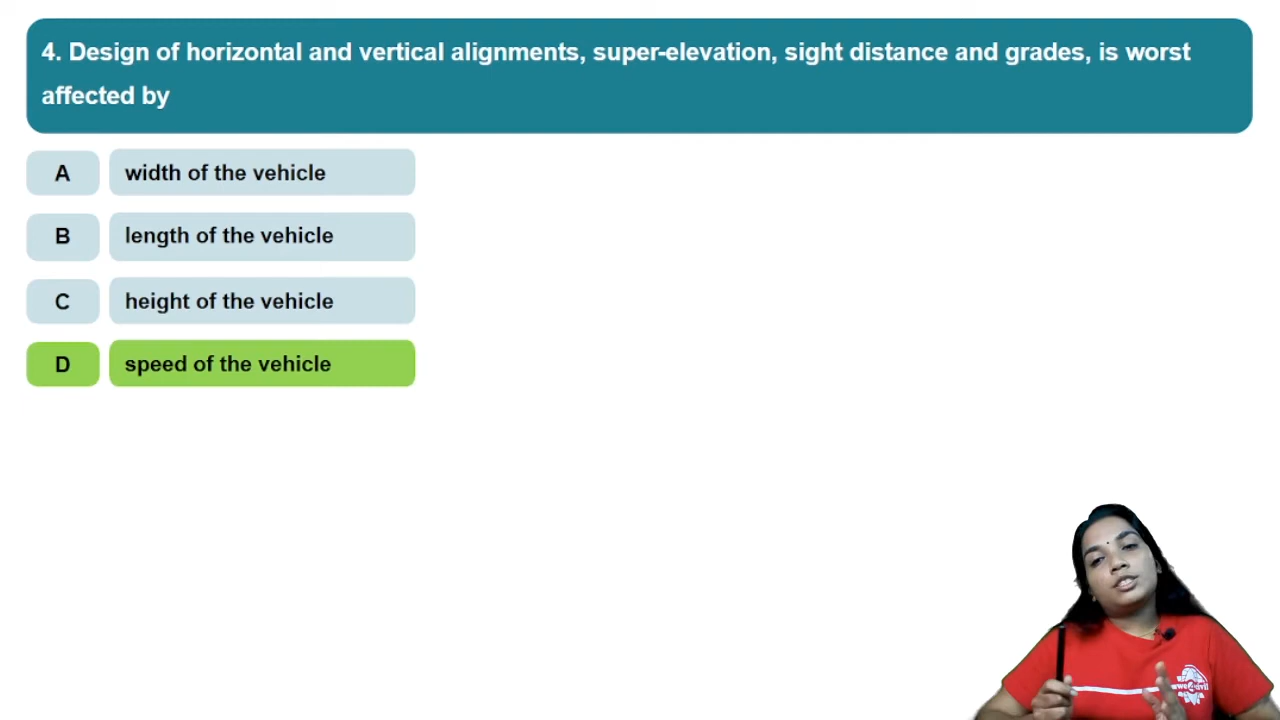 4. Design of horizontal and vertical alignments, super-elevation, sight distance and grades, is worst
affected by
A width of the vehicle
B length of the vehicle
C height of the vehicle
D speed of the vehicle